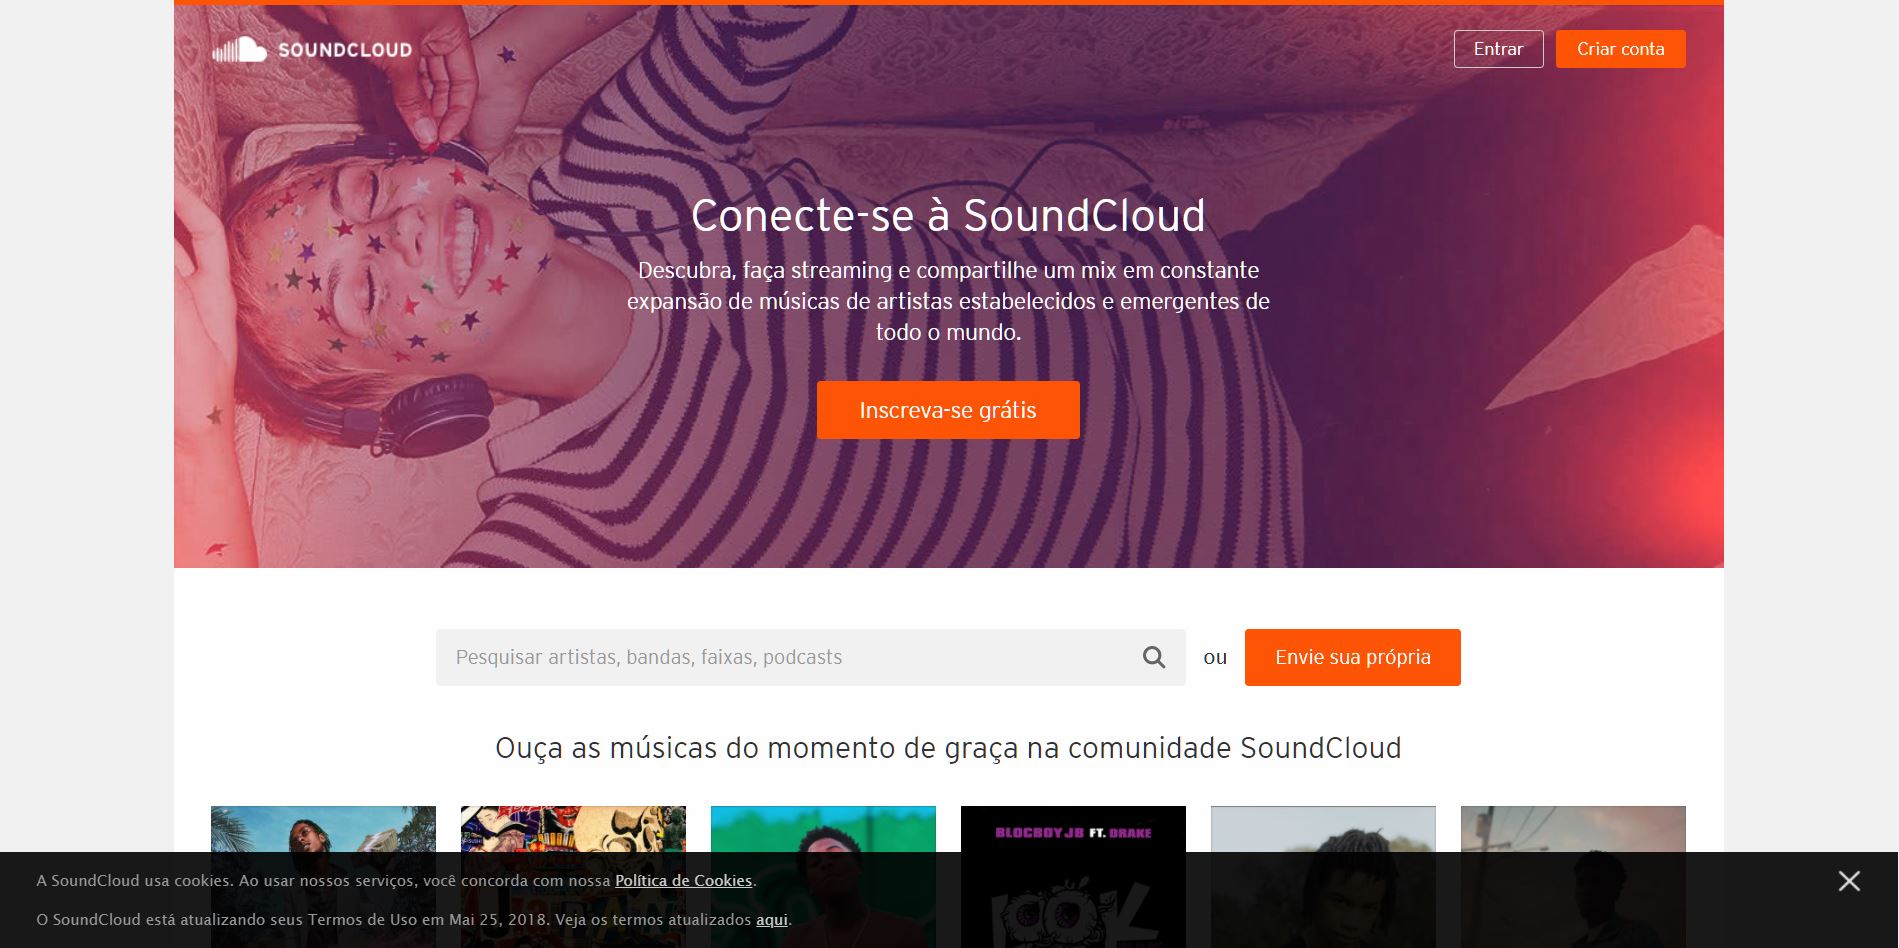 SOUNDCLOUD
Entrar
Criar conta
Conecte-se à SoundCloud
Descubra, faça streaming e compartilhe um mix em constante
expansão de músicas de artistas estabelecidos e emergentes de
todo o mundo.
Inscreva-se grátis
Pesquisar artistas, bandas, faixas, podcasts
ou
Envie sua própria
Ouça as músicas do momento de graça na comunidade SoundCloud
BLOCBOY JB FT. DRAKE
A SoundCloud usa cookies. Ao usar nossos serviços, você concorda com nossa Política de Cookies.
O SoundCloud está atualizando seus Termos de Uso em Mai 25, 2018. Veja os termos atualizados aqui.